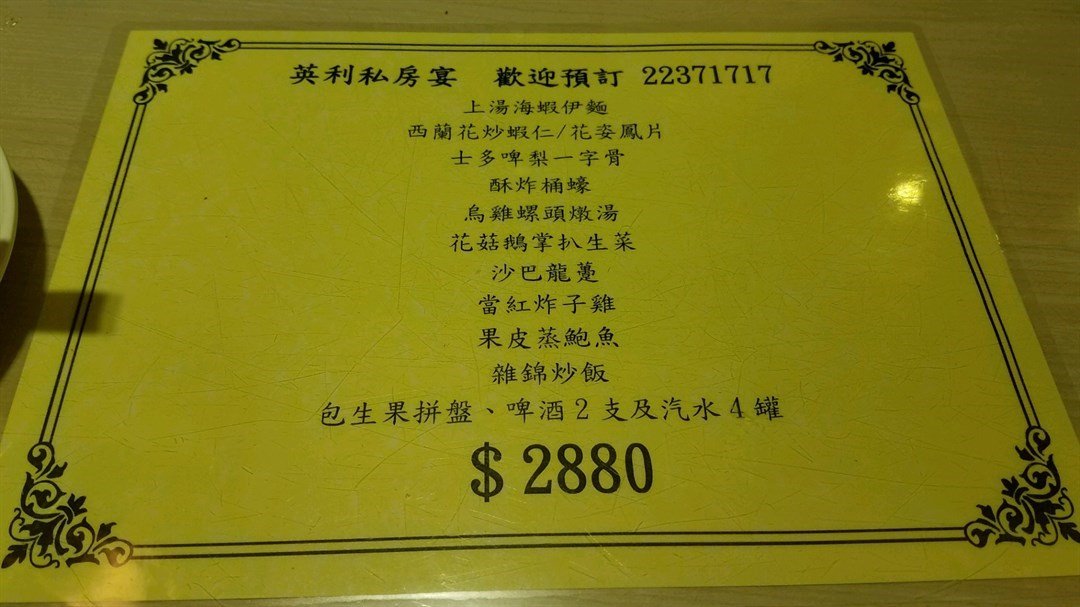 英利私房宴 歡迎預訂 22371717
上湯海蝦伊麵
西蘭花炒蝦仁/花姿鳳片
士多啤梨一字骨
酥炸桶蠔
烏雞螺頭燉湯
花菇鵝掌扒生菜
沙巴龍躉
當紅炸子雞
果皮蒸鮑魚
雜錦炒飯
包生果拼盤、啤酒2支及汽水4罐
$2880